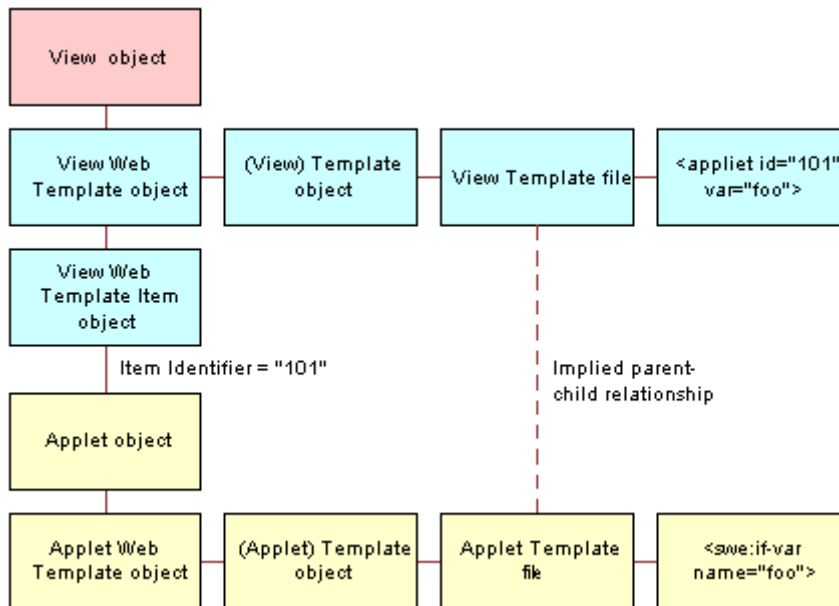 View object
View Web
Template object
(View) Template
object
View Template file
<appliet id="101"
var="foo">
View Web
Template Item
object
Item Identifier = "101"
Implied parent-
child relationship
Applet object
Applet Web
Template object
(Applet) Template
object
Applet Template
file
<swe:if-var
name="foo">